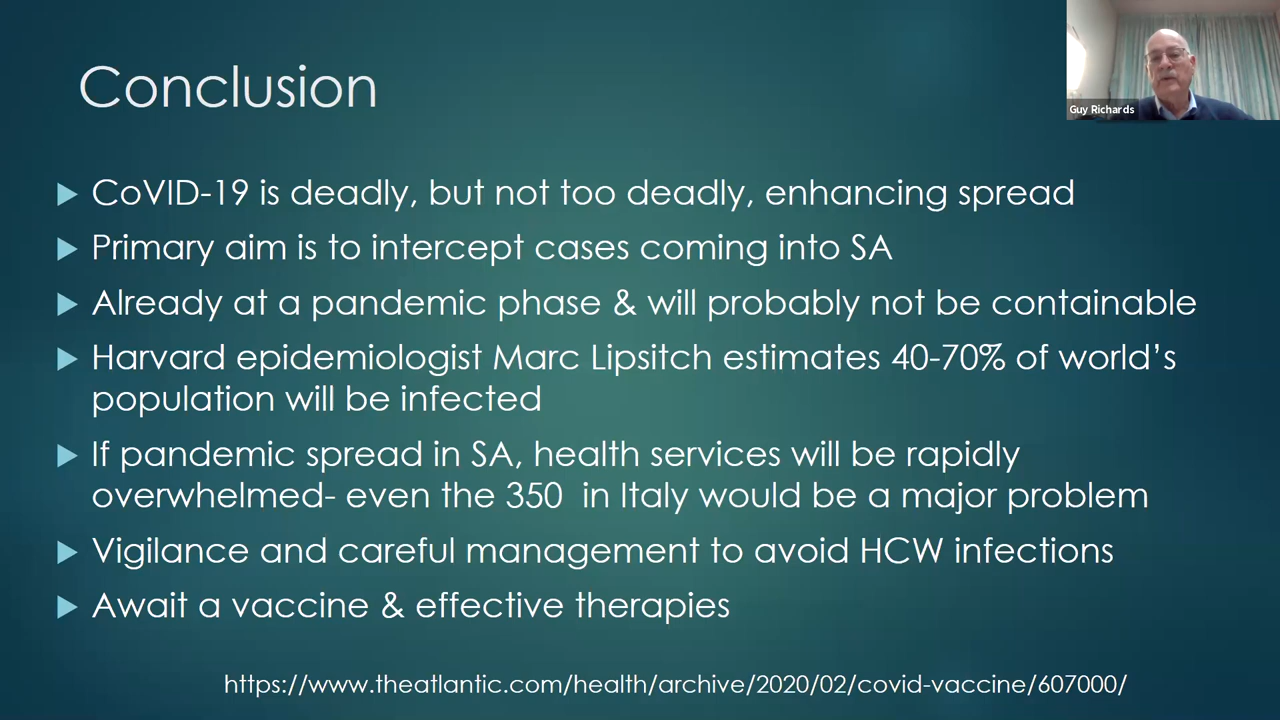 Conclusion
Guy Richards
CoVID-19 is deadly, but not too deadly, enhancing spread
Primary aim is to intercept cases coming into SA
Already at a pandemic phase & will probably not be containable
Harvard epidemiologist Marc Lipsitch estimates 40-70% of world's
population will be infected
If pandemic spread in SA, health services will be rapidly
overwhelmed- even the 350  in Italy would be a major problem
Vigilance and careful management to avoid HCW infections
Await a vaccine & effective therapies
https://www.theatlantic.com/health/archive/2020/02/covid-vaccine/607000/